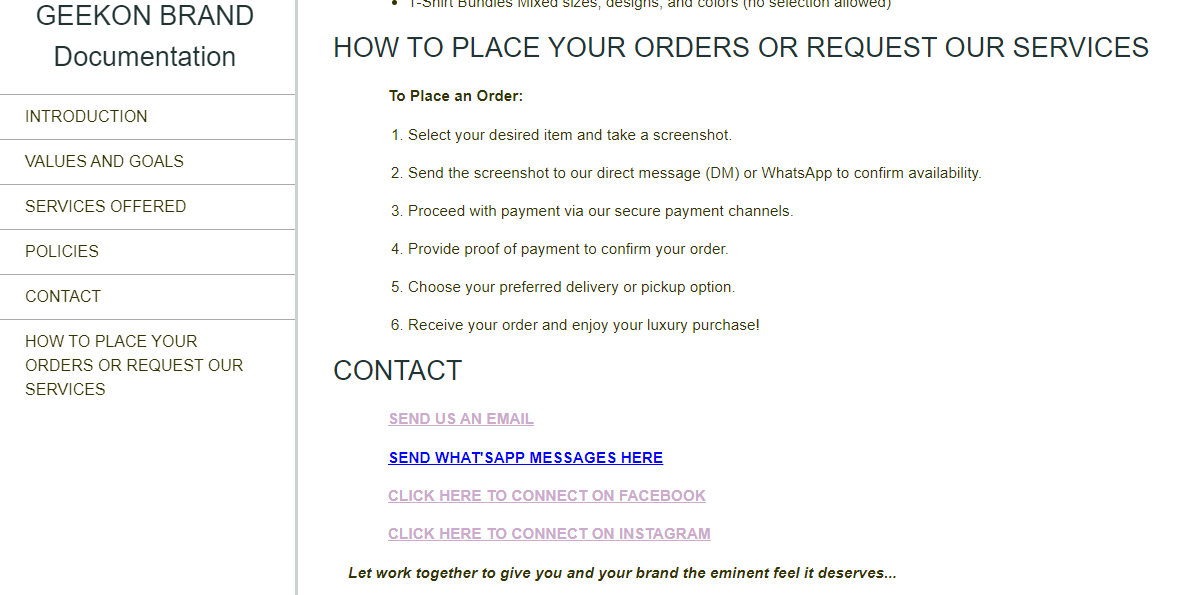 GEEKON BRAND
Documentation
INTRODUCTION
VALUES AND GOALS
SERVICES OFFERED
POLICIES
CONTACT
HOW TO PLACE YOUR
ORDERS OR REQUEST OUR
SERVICES
• T-Shirt Bundles Mixed sizes, designs, and colors (no selection allowed)
HOW TO PLACE YOUR ORDERS OR REQUEST OUR SERVICES
To Place an Order:
1. Select your desired item and take a screenshot.
2. Send the screenshot to our direct message (DM) or WhatsApp to confirm availability.
3. Proceed with payment via our secure payment channels.
4. Provide proof of payment to confirm your order.
5. Choose your preferred delivery or pickup option.
6. Receive your order and enjoy your luxury purchase!
CONTACT
SEND US AN EMAIL
SEND WHAT'SAPP MESSAGES HERE
CLICK HERE TO CONNECT ON FACEBOOK
CLICK HERE TO CONNECT ON INSTAGRAM
Let work together to give you and your brand the eminent feel it deserves...